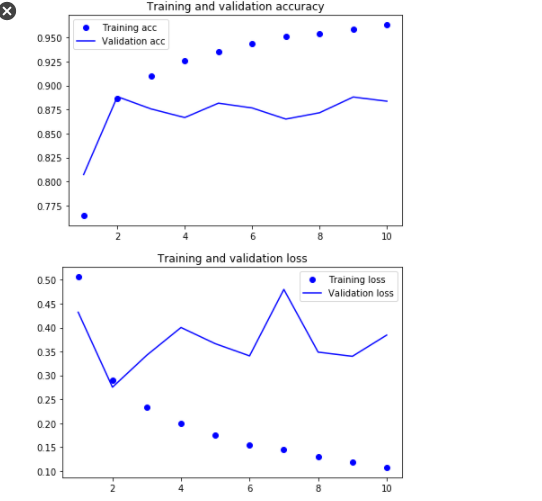 Training and validation accuracy
Training acc
Validation acc
0.950
0.925
0.900
0.875
0.850
0.825
0.800
0.775
2 4 6 8 10
Training and validation loss
Training loss
Validation loss
0.50
0.45
0.40
0.35
0.30
0.25
0.20
0.15
0.10
2 4 6 8 10